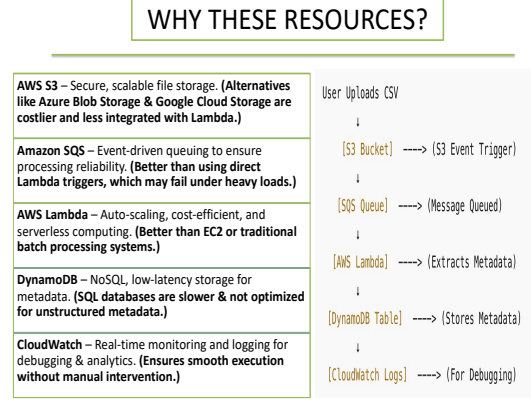 WHY THESE RESOURCES?
AWS S3 – Secure, scalable file storage. (Alternatives
like Azure Blob Storage & Google Cloud Storage are
costlier and less integrated with Lambda.)
Amazon SQS – Event-driven queuing to ensure
processing reliability. (Better than using direct
Lambda triggers, which may fail under heavy loads.)
AWS Lambda – Auto-scaling, cost-efficient, and
serverless computing. (Better than EC2 or traditional
batch processing systems.)
DynamoDB – NoSQL, low-latency storage for
metadata. (SQL databases are slower & not optimized
for unstructured metadata.)
CloudWatch – Real-time monitoring and logging for
debugging & analytics. (Ensures smooth execution
without manual intervention.)
User Uploads CSV
↓
[S3 Bucket] ----> (S3 Event Trigger)
↓
[SQS Queue] ----> (Message Queued)
↓
[AWS Lambda] ----> (Extracts Metadata)
↓
[DynamoDB Table] ----> (Stores Metadata)
↓
[CloudWatch Logs] ----> (For Debugging)